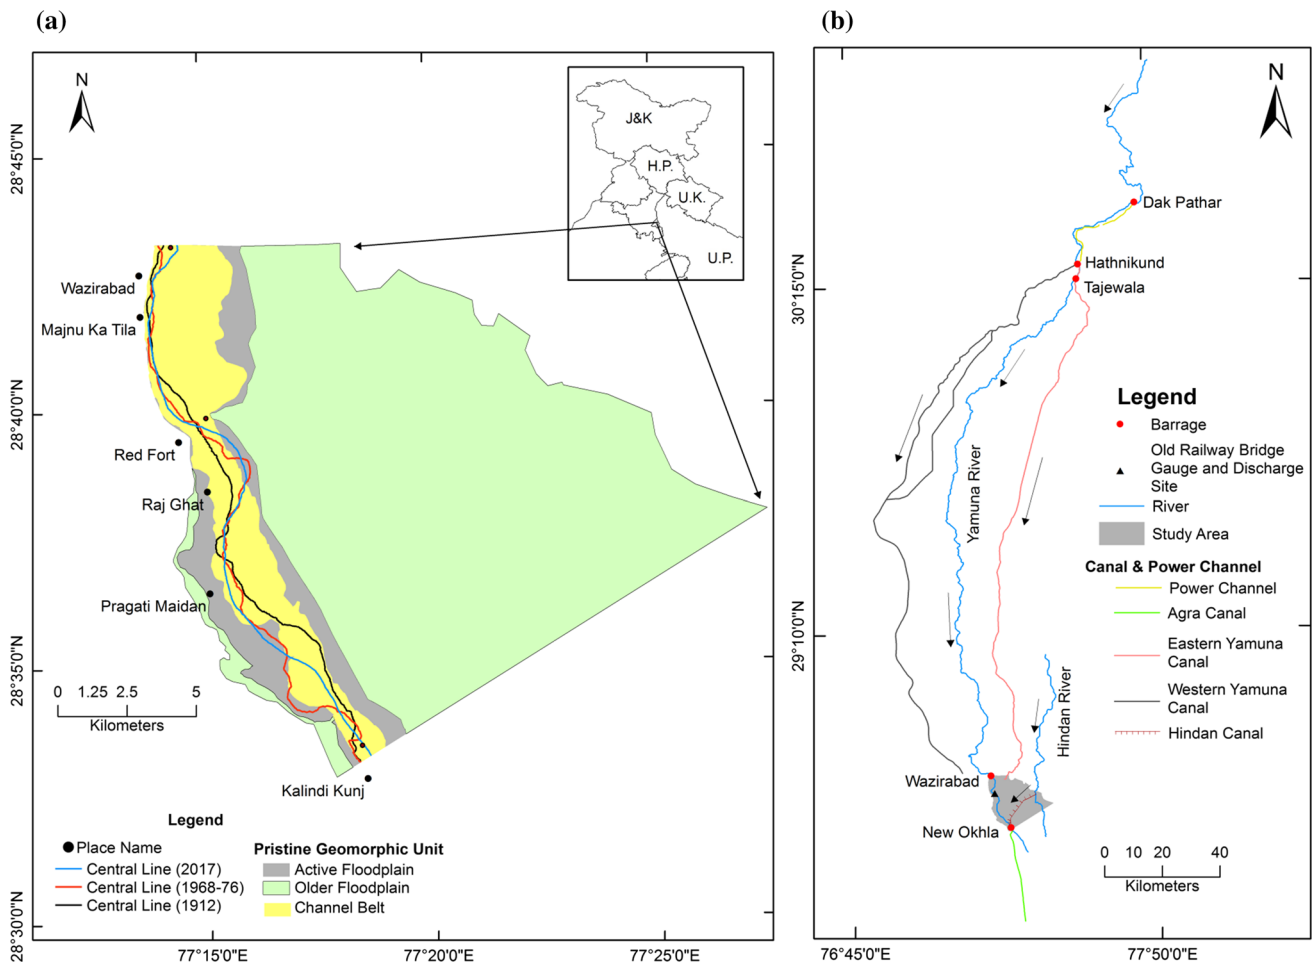 (a)
N
28°45'0"N
28°40'0"N
28°35'0"N
28°30'0"N
J&K
H.P.
U.K.
U.P.
Wazirabad
Majnu Ka Tila
Red Fort
Raj Ghat
Pragati Maidan
Kalindi Kunj
0 1.25 2.5 5
Kilometers
Legend
Place Name
Central Line (2017)
Central Line (1968-76)
Central Line (1912)
Pristine Geomorphic Unit
Active Floodplain
Older Floodplain
Channel Belt
77°15'0"E
77°20'0"E
77°25'0"E
(b)
N
30°15'0"N
29°10'0"N
Dak Pathar
Hathnikund
Tajewala
Yamuna River
Hindan River
Wazirabad
New Okhla
Legend
Barrage
Old Railway Bridge
Gauge and Discharge
Site
River
Study Area
Canal & Power Channel
Power Channel
Agra Canal
Eastern Yamuna
Canal
Western Yamuna
Canal
Hindan Canal
0 10 20 40
Kilometers
76°45'0"E
77°50'0"E